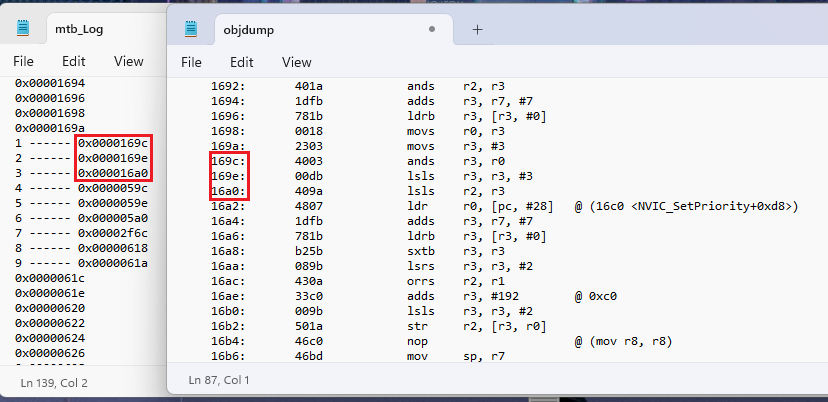 mtb_Log
File Edit View
0x00001694
0x00001696
0x00001698
0x0000169a
1 ------ 0x0000169c
2 ------ 0x0000169e
3 ------ 0x000016a0
4 ------ 0x0000059c
5 ------ 0x0000059e
6 ------ 0x000005a0
7 ------ 0x00002f6c
8 ------ 0x00000618
9 ------ 0x0000061a
0x0000061c
0x0000061e
0x00000620
0x00000622
0x00000624
0x00000626
Ln 139, Col 2
objdump
File Edit View
1692: 401a ands r2, r3
1694: 1dfb adds r3, r7, #7
1696: 781b ldrb r3, [r3, #0]
1698: 0018 movs r0, r3
169a: 2303 movs r3, #3
169c: 4003 ands r3, r0
169e: 00db lsls r3, r3, #3
16a0: 409a lsls r2, r3
16a2: 4807 ldr r0, [pc, #28] @ (16c0 <NVIC_SetPriority+0xd8>)
16a4: 1dfb adds r3, r7, #7
16a6: 781b ldrb r3, [r3, #0]
16a8: b25b sxtb r3, r3
16aa: 089b lsrs r3, r3, #2
16ac: 430a orrs r2, r1
16ae: 33c0 adds r3, #192 @ 0xc0
16b0: 009b lsls r3, r3, #2
16b2: 501a str r2, [r3, r0]
16b4: 46c0 nop @ (mov r8, r8)
16b6: 46bd mov sp, r7
Ln 87, Col 1